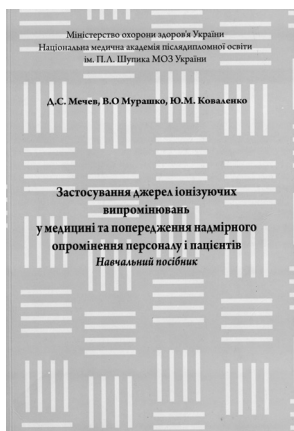 Міністерство охорони здоров'я України
Національна медична академія післядипломної освіти
ім. П.Л. Шупика МОЗ України
Д.С. Мечев, В.О Мурашко, Ю.М. Коваленко
Застосування джерел іонізуючих
випромінювань
у медицині та попередження надмірного
опромінення персоналу і пацієнтів
Навчальний посібник